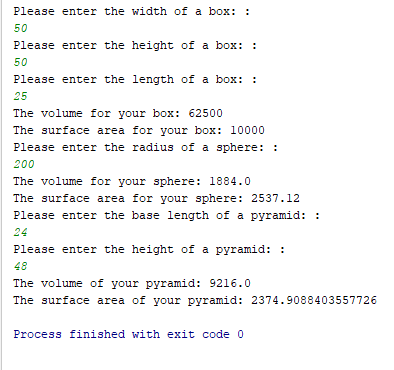 Please enter the width of a box: :
50
Please enter the height of a box: :
50
Please enter the length of a box: :
25
The volume for your box: 62500
The surface area for your box: 10000
Please enter the radius of a sphere: :
200
The volume for your sphere: 1884.0
The surface area for your sphere: 2537.12
Please enter the base length of a pyramid: :
24
Please enter the height of a pyramid: :
48
The volume of your pyramid: 9216.0
The surface area of your pyramid: 2374.9088403557726
Process finished with exit code 0